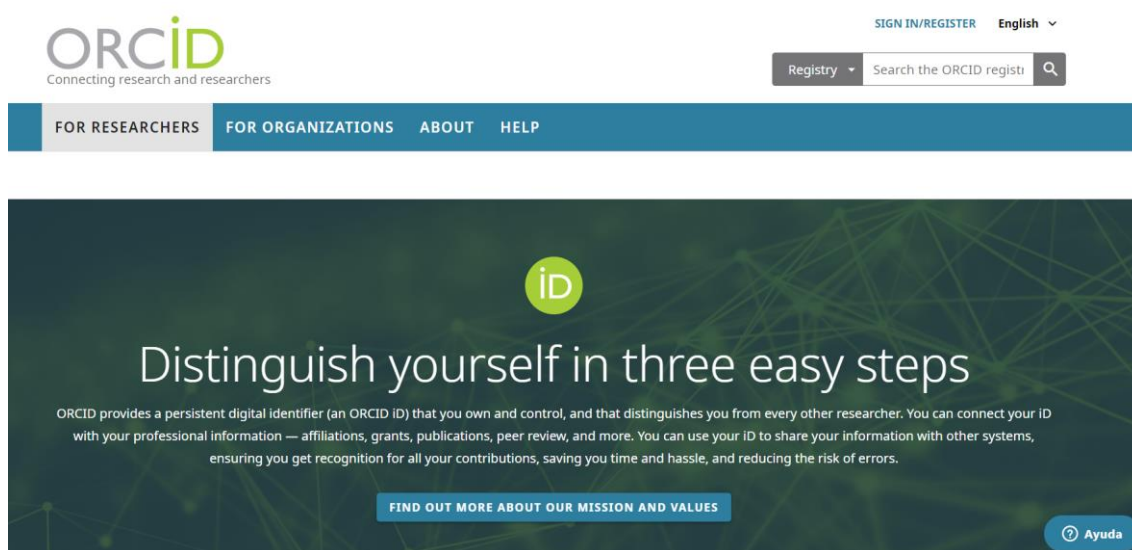 ORCID
Connecting research and researchers
SIGN IN/REGISTER English
Registry Search the ORCID regist
FOR RESEARCHERS FOR ORGANIZATIONS ABOUT HELP
iD
Distinguish yourself in three easy steps
ORCID provides a persistent digital identifier (an ORCID iD) that you own and control, and that distinguishes you from every other researcher. You can connect your iD
with your professional information — affiliations, grants, publications, peer review, and more. You can use your iD to share your information with other systems,
ensuring you get recognition for all your contributions, saving you time and hassle, and reducing the risk of errors.
FIND OUT MORE ABOUT OUR MISSION AND VALUES
Ayuda